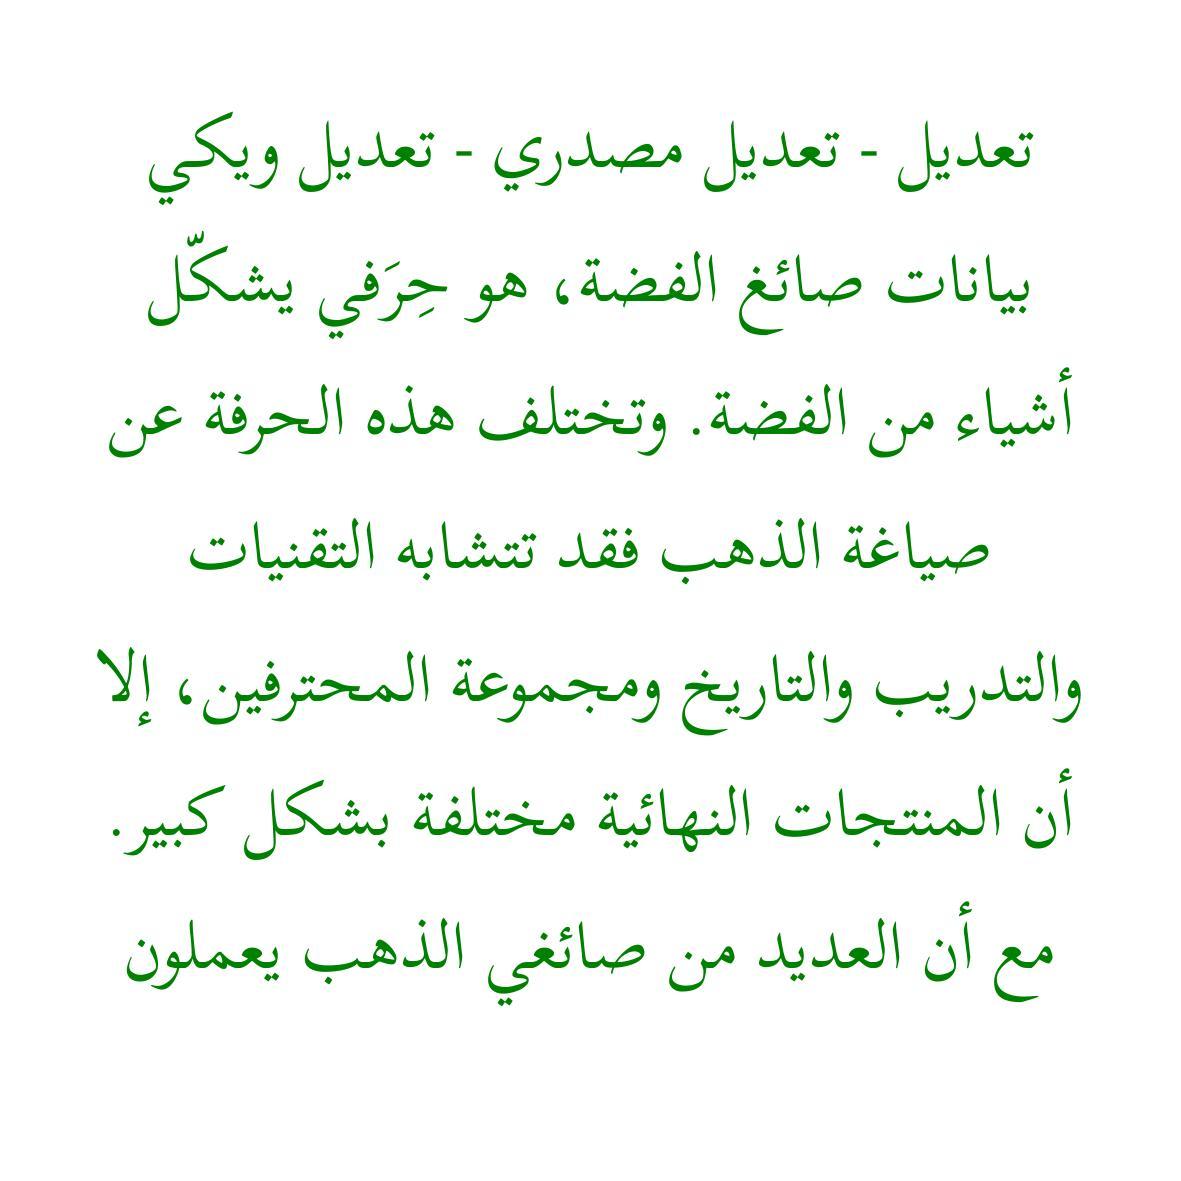 تعديل - تعديل مصدري - تعديل ويكي
بيانات صائغ الفضة، هو حِرَفي يشكّل
أشياء من الفضة. وتختلف هذه الحرفة عن
صياغة الذهب فقد تتشابه التقنيات
والتدريب والتاريخ ومجموعة المحترفين، إلا
أن المنتجات النهائية مختلفة بشكل كبير.
مع أن العديد من صائغي الذهب يعملون